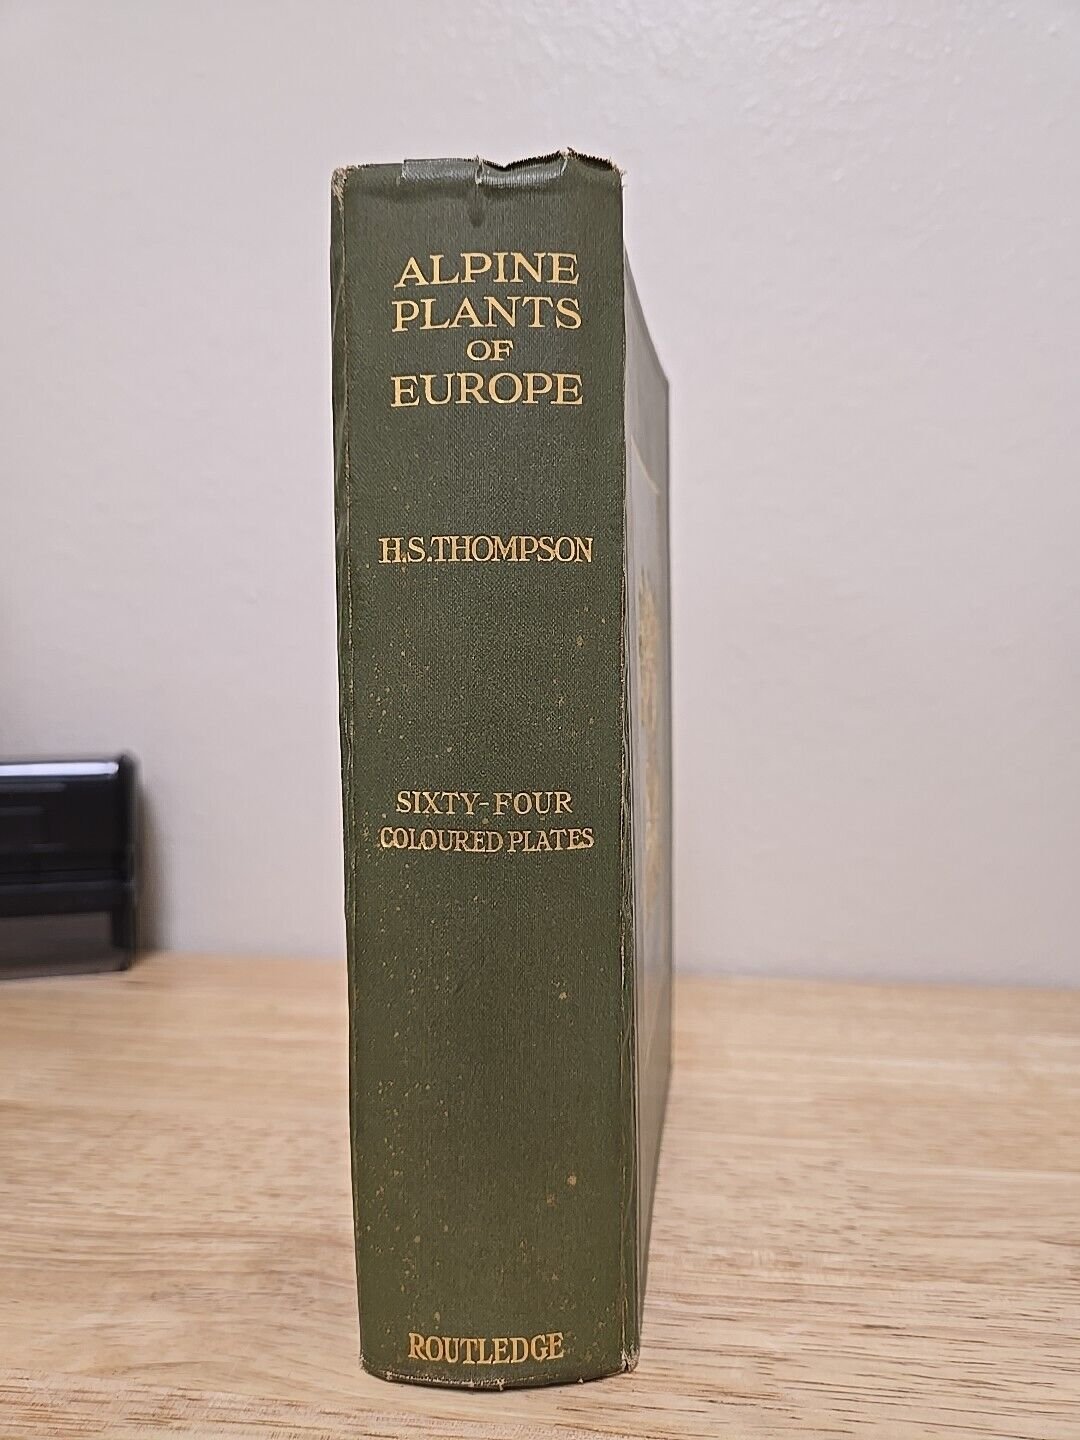 ALPINE
PLANTS
OF
EUROPE
H.S. THOMPSON
SIXTY-FOUR
COLOURED PLATES
ROUTLEDGE